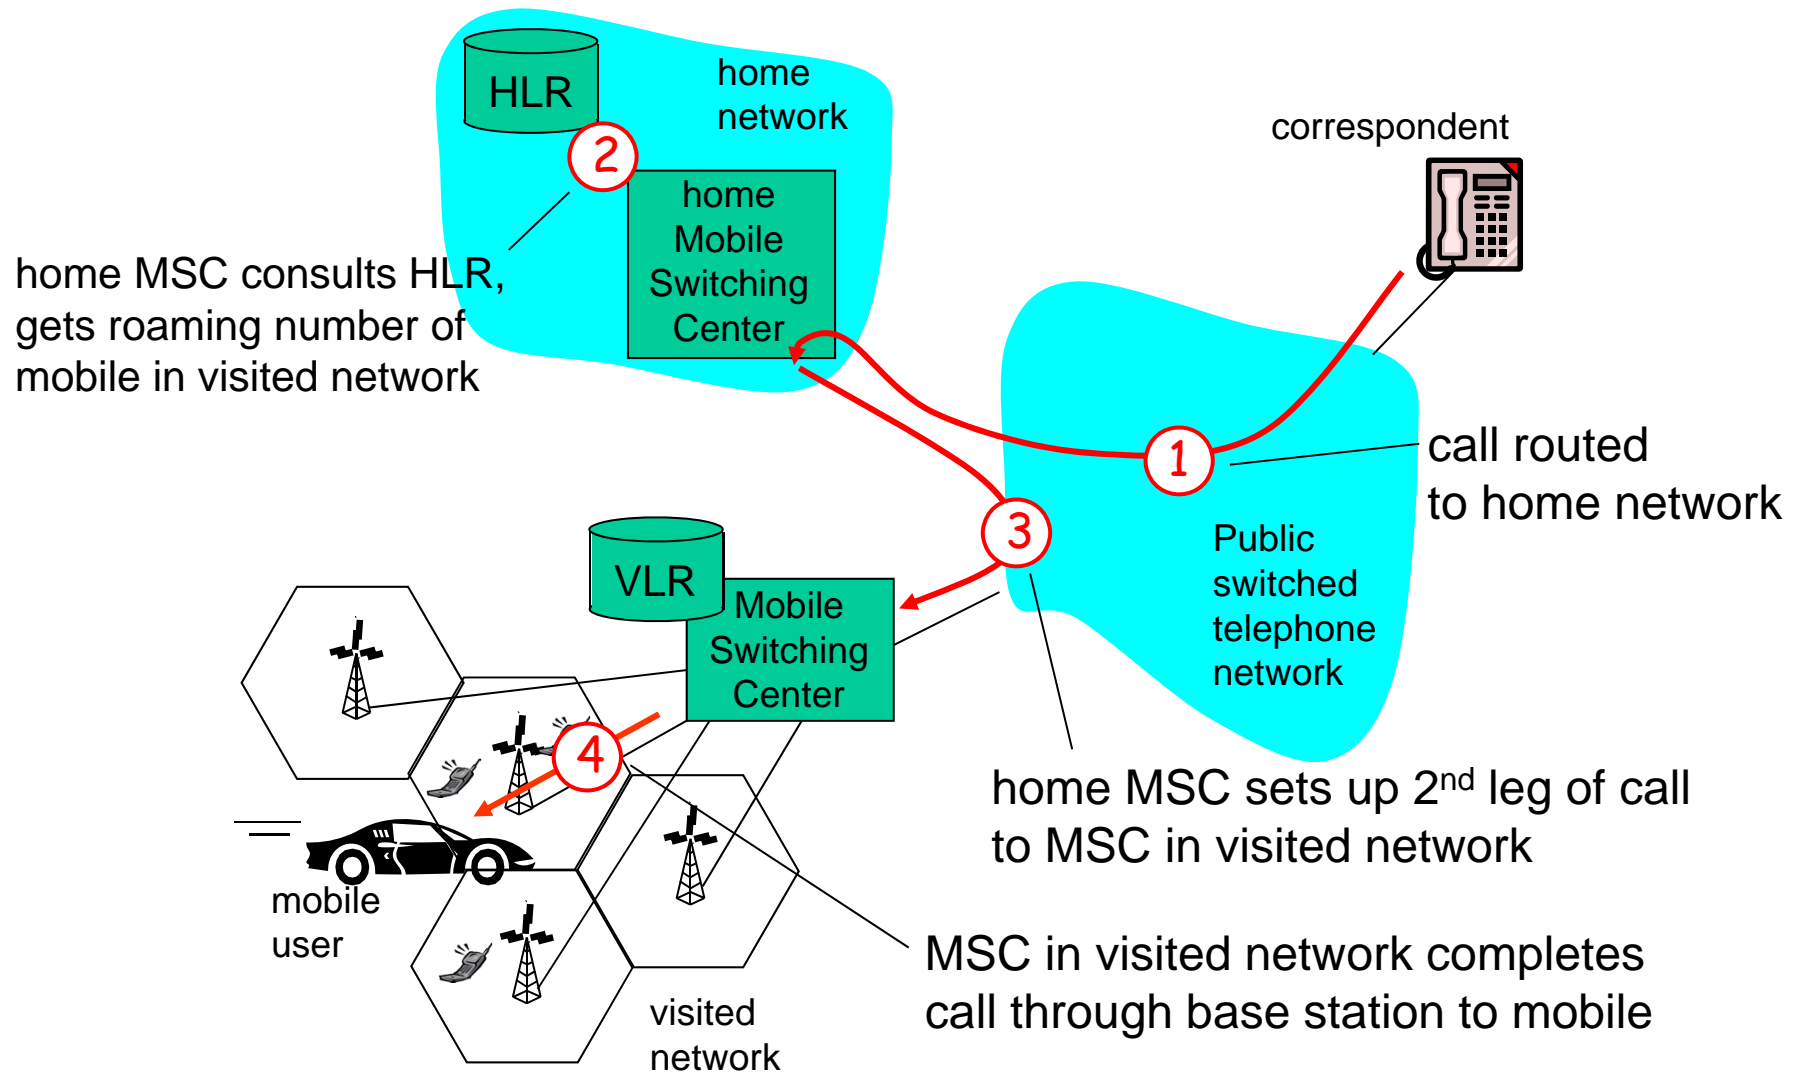 HLR
home
network
2
home
Mobile
Switching
Center
correspondent
home MSC consults HLR,
gets roaming number of
mobile in visited network
1
call routed
to home network
3
Public
switched
telephone
network
VLR
Mobile
Switching
Center
4
home MSC sets up 2nd leg of call
to MSC in visited network
mobile
user
MSC in visited network completes
call through base station to mobile
visited
network